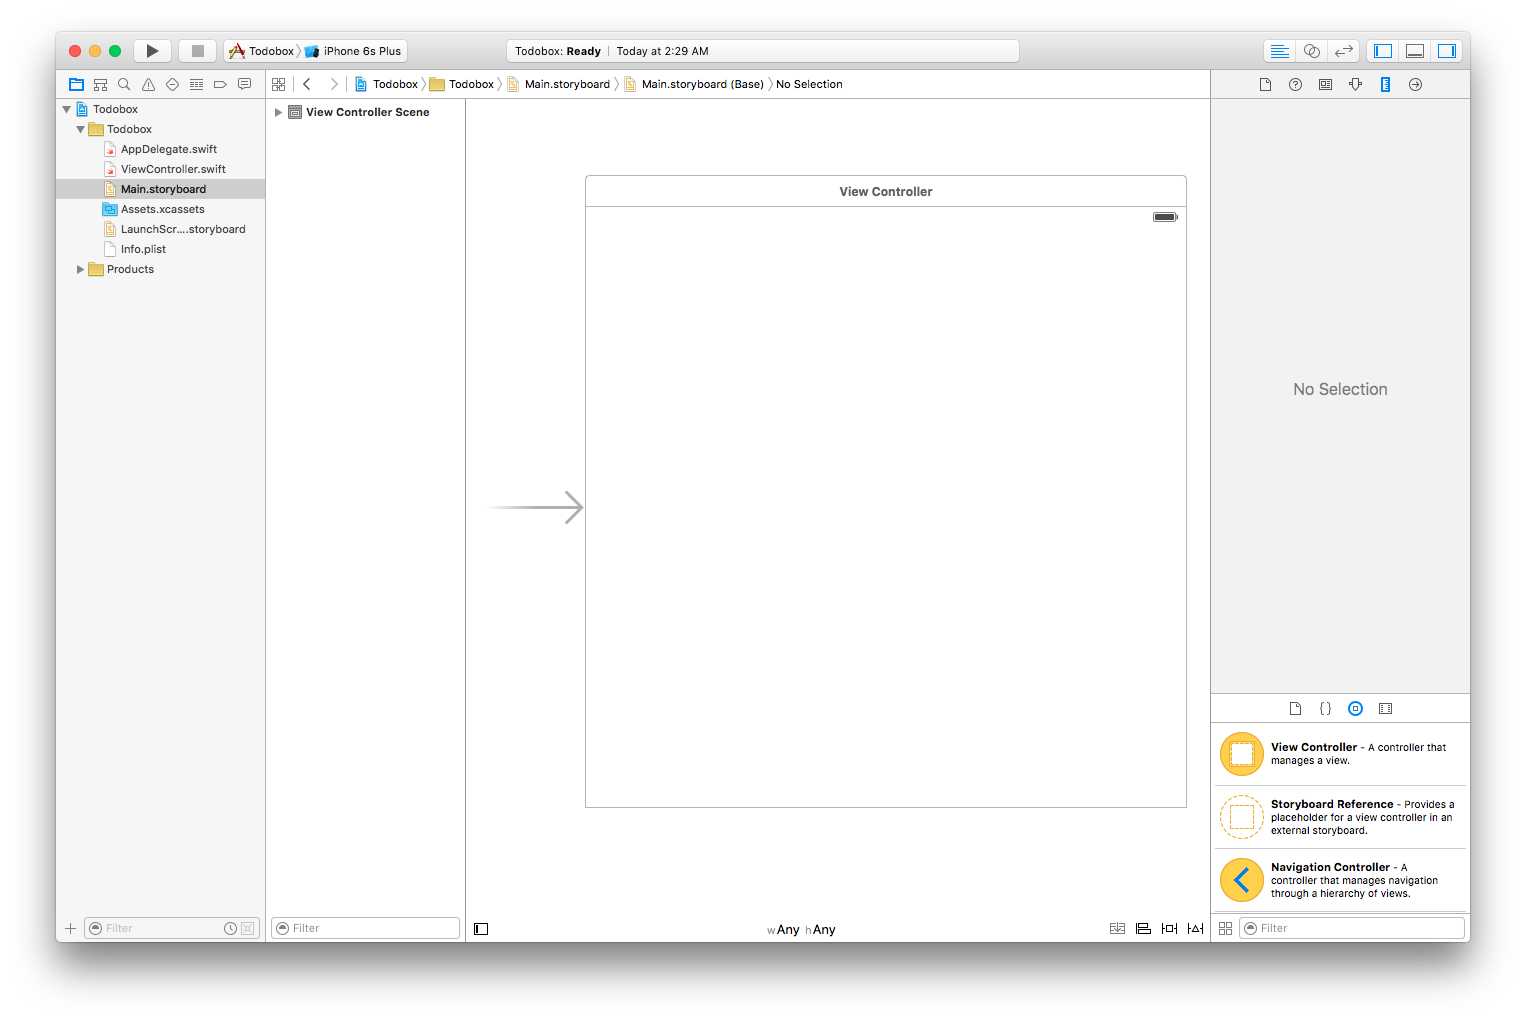 Todobox iPhone 6s Plus
Todobox: Ready | Today at 2:29 AM
Todobox Todobox Main.storyboard Main.storyboard (Base) No Selection
Todobox
Todobox
AppDelegate.swift
ViewController.swift
Main.storyboard
Assets.xcassets
LaunchScr....storyboard
Info.plist
Products
View Controller Scene
View Controller
No Selection
View Controller - A controller that
manages a view.
Storyboard Reference - Provides a
placeholder for a view controller in an
external storyboard.
Navigation Controller - A
controller that manages navigation
through a hierarchy of views.
Filter
Filter
wAny hAny
Filter